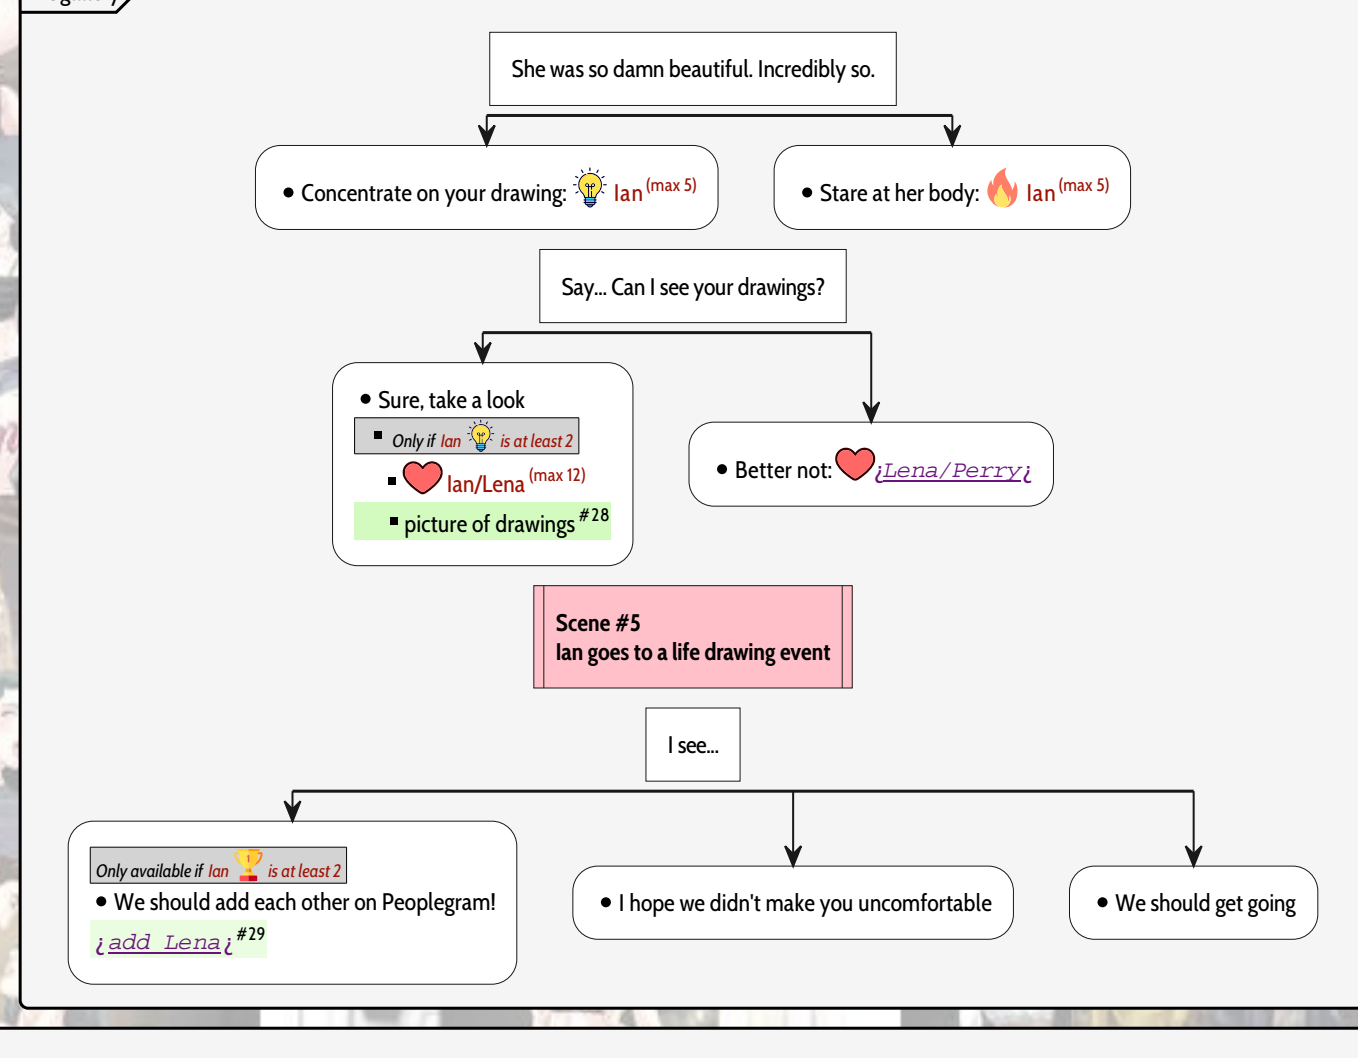 She was so damn beautiful. Incredibly so.
• Concentrate on your drawing: Ian (max 5)
• Stare at her body: Ian (max 5)
Say... Can I see your drawings?
• Sure, take a look
▪ Only if Ian is at least 2
▪ Ian/Lena (max 12)
▪ picture of drawings #28
• Better not: ¿Lena/Perry¿
Scene #5
Ian goes to a life drawing event
I see...
Only available if Ian is at least 2
• We should add each other on Peoplegram!
¿add Lena¿ #29
• I hope we didn't make you uncomfortable
• We should get going